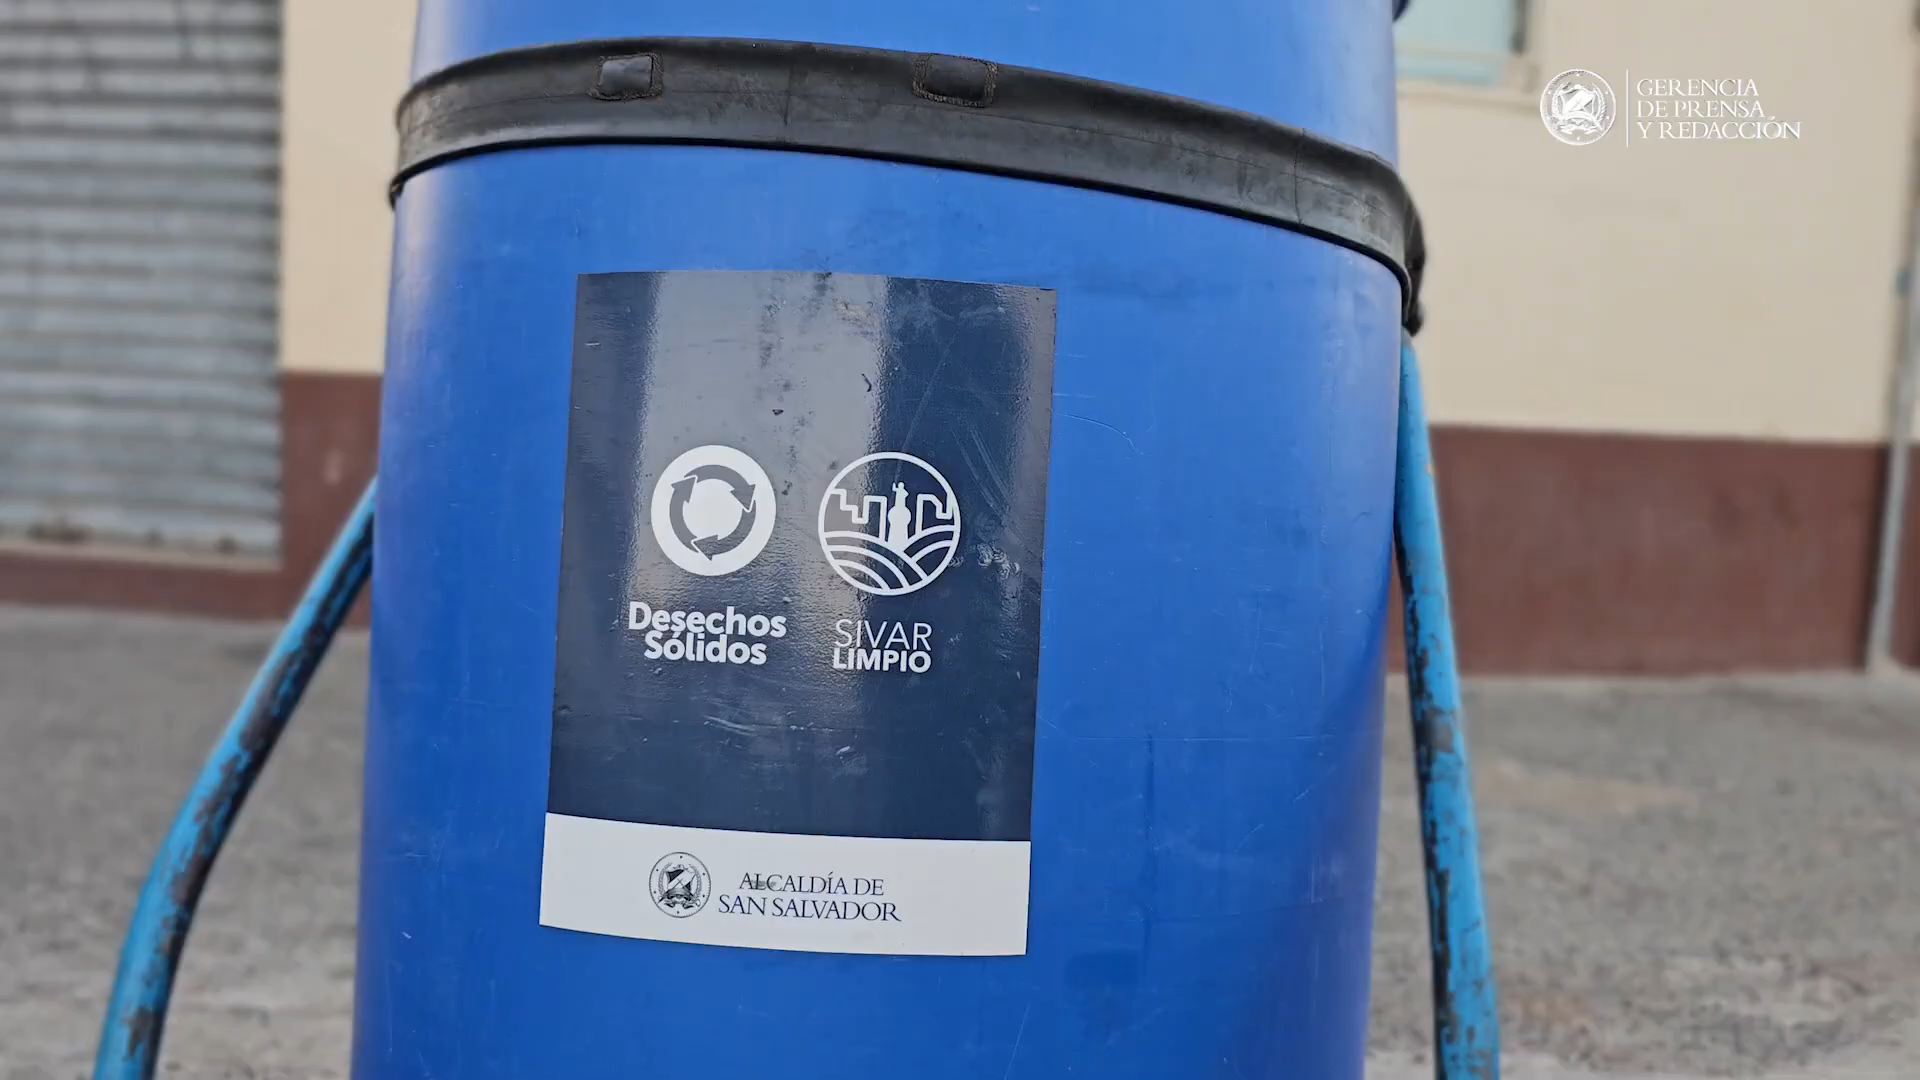 GERENCIA
DE PRENSA
Y REDACCIÓN
Desechos
Sólidos
SIVAR
LIMPIO
ALCALDÍA DE
SAN SALVADOR